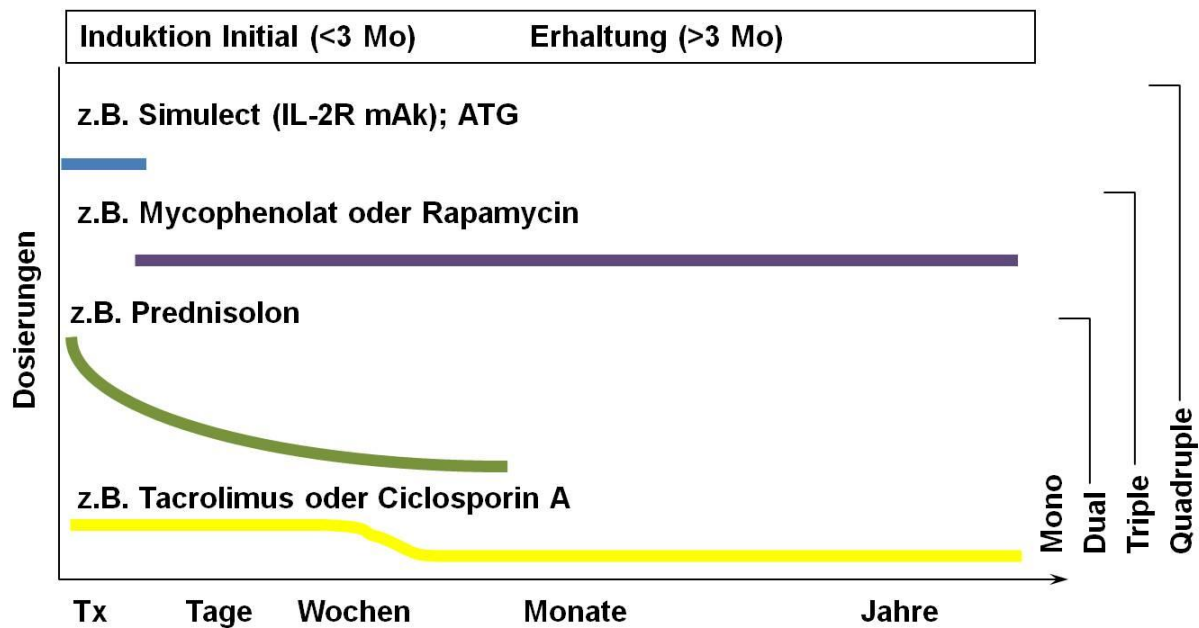 Induktion Initial (<3 Mo) Erhaltung (>3 Mo)
z.B. Simulect (IL-2R mAk); ATG
z.B. Mycophenolat oder Rapamycin
z.B. Prednisolon
z.B. Tacrolimus oder Ciclosporin A
Dosierungen
Tx Tage Wochen Monate Jahre
Mono
Dual
Triple
Quadruple